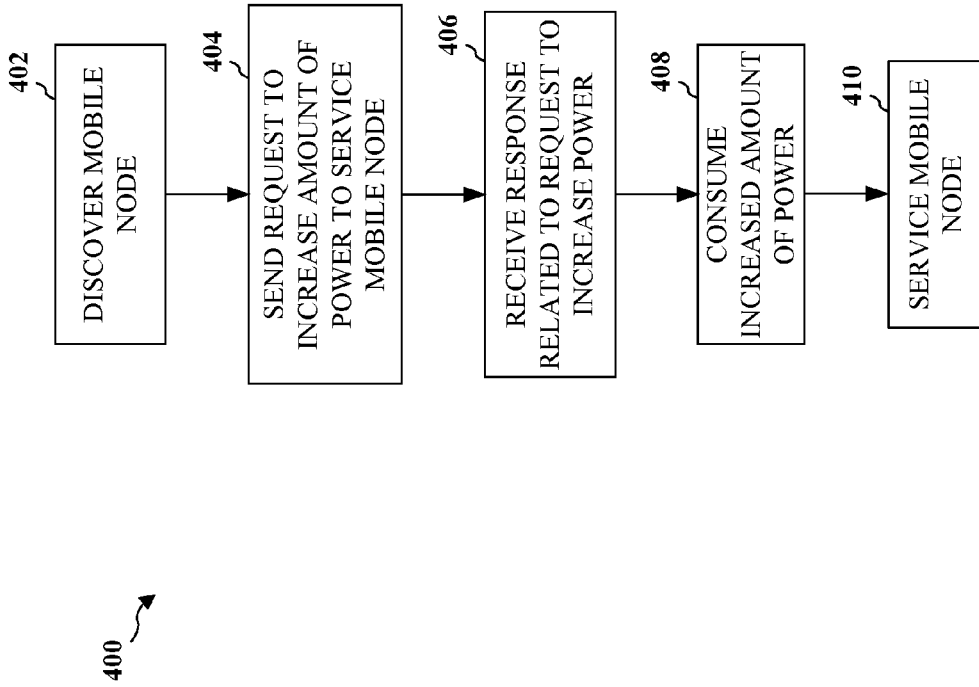 400
402
DISCOVER MOBILE
NODE
404
SEND REQUEST TO
INCREASE AMOUNT OF
POWER TO SERVICE
MOBILE NODE
406
RECEIVE RESPONSE
RELATED TO REQUEST TO
INCREASE POWER
408
CONSUME
INCREASED AMOUNT
OF POWER
410
SERVICE MOBILE
NODE